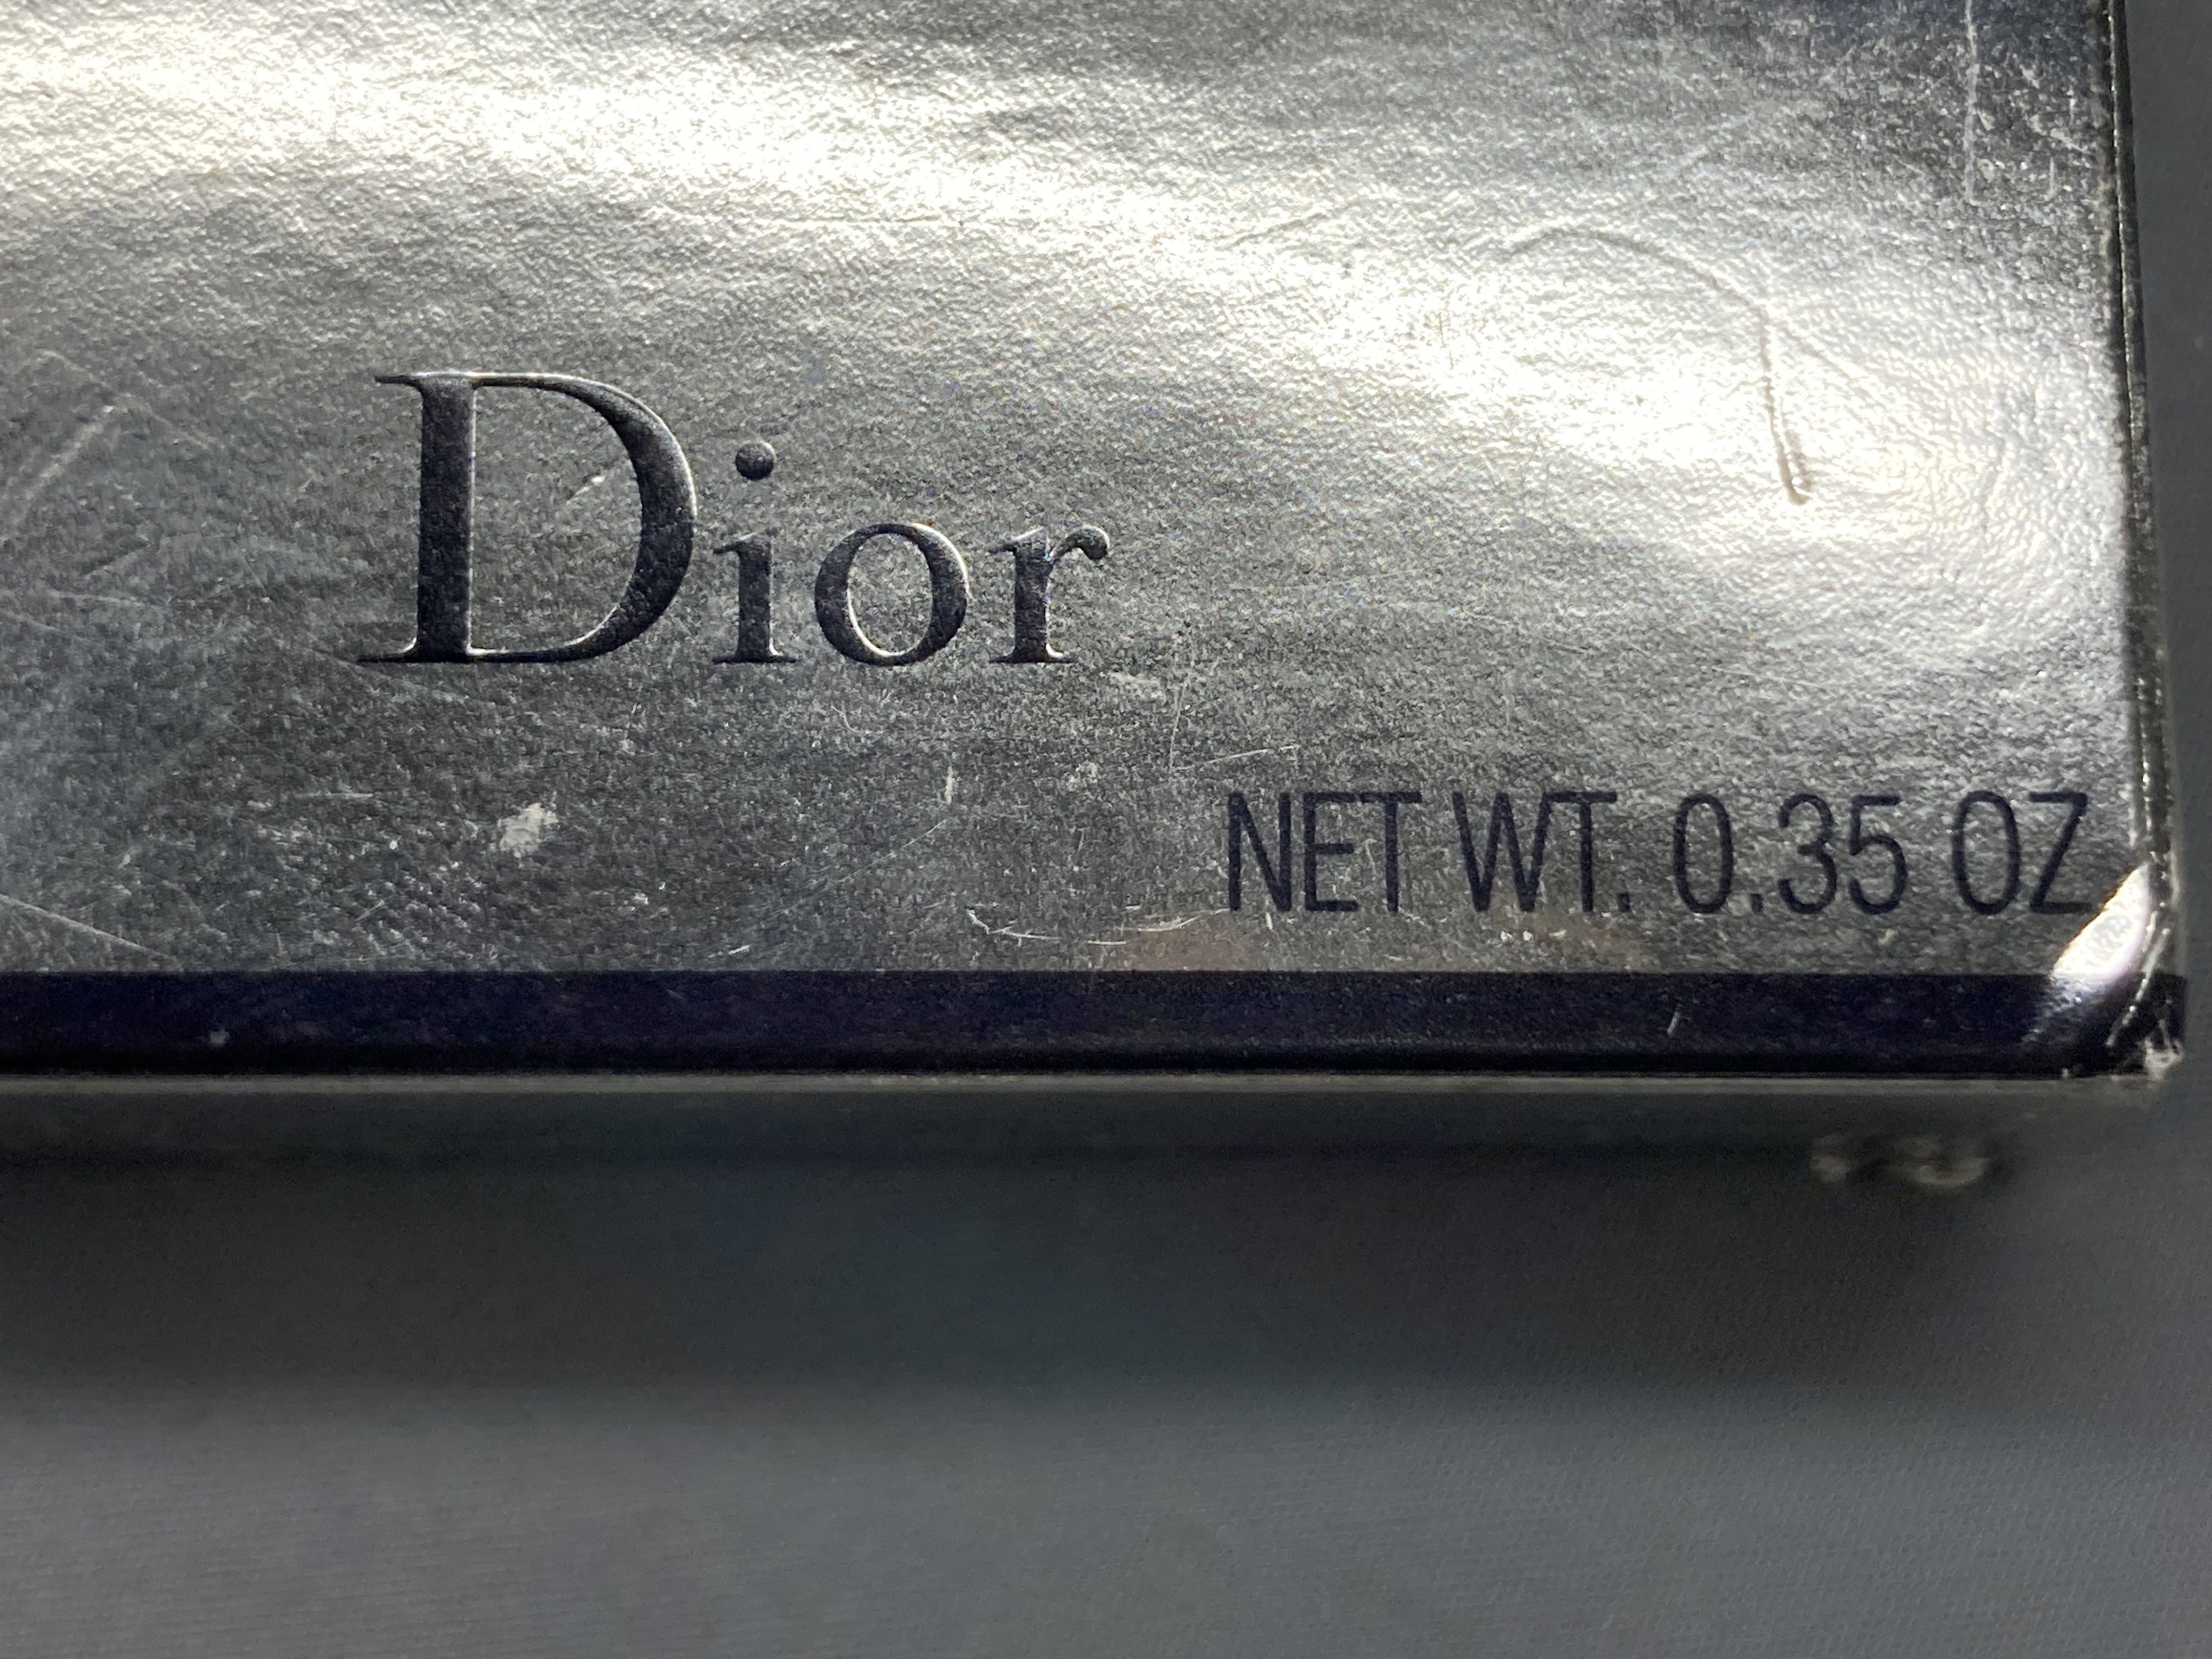 Dior
NET WT. 0.35 OZ